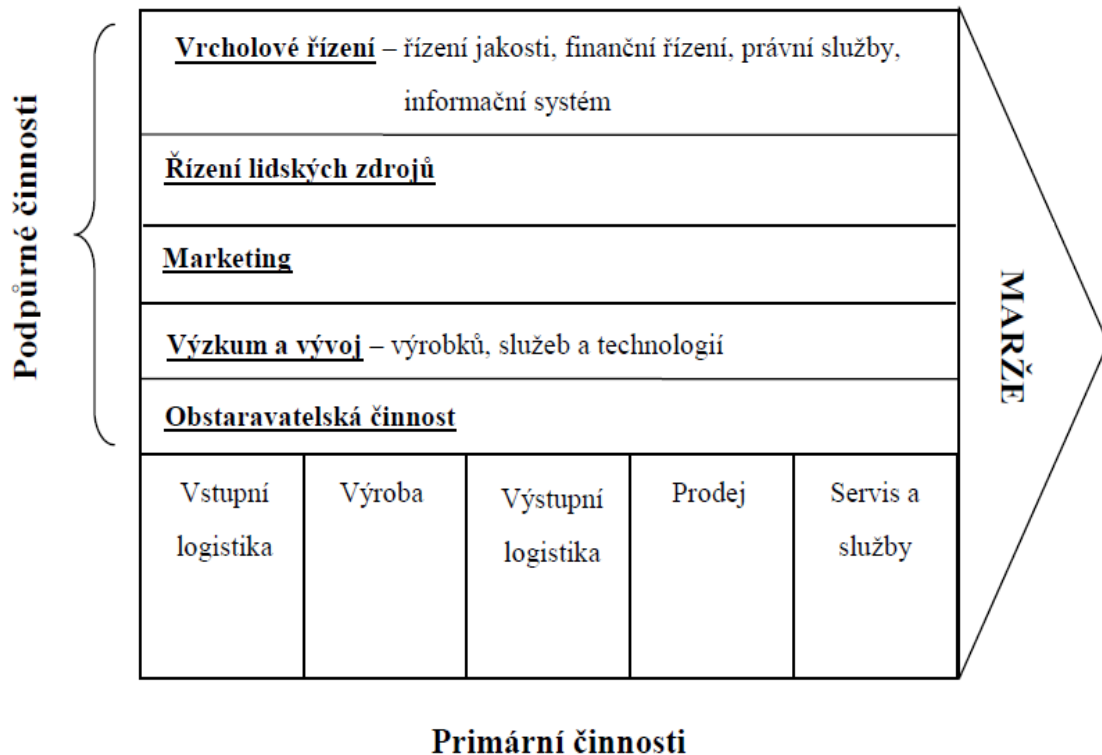 Podpůrné činnosti
Vrcholové řízení – řízení jakosti, finanční řízení, právní služby,
informační systém
Řízení lidských zdrojů
Marketing
Výzkum a vývoj – výrobků, služeb a technologií
Obstaravatelská činnost
MARŽE
Vstupní
logistika
Výroba
Výstupní
logistika
Prodej
Servis a
služby
Primární činnosti